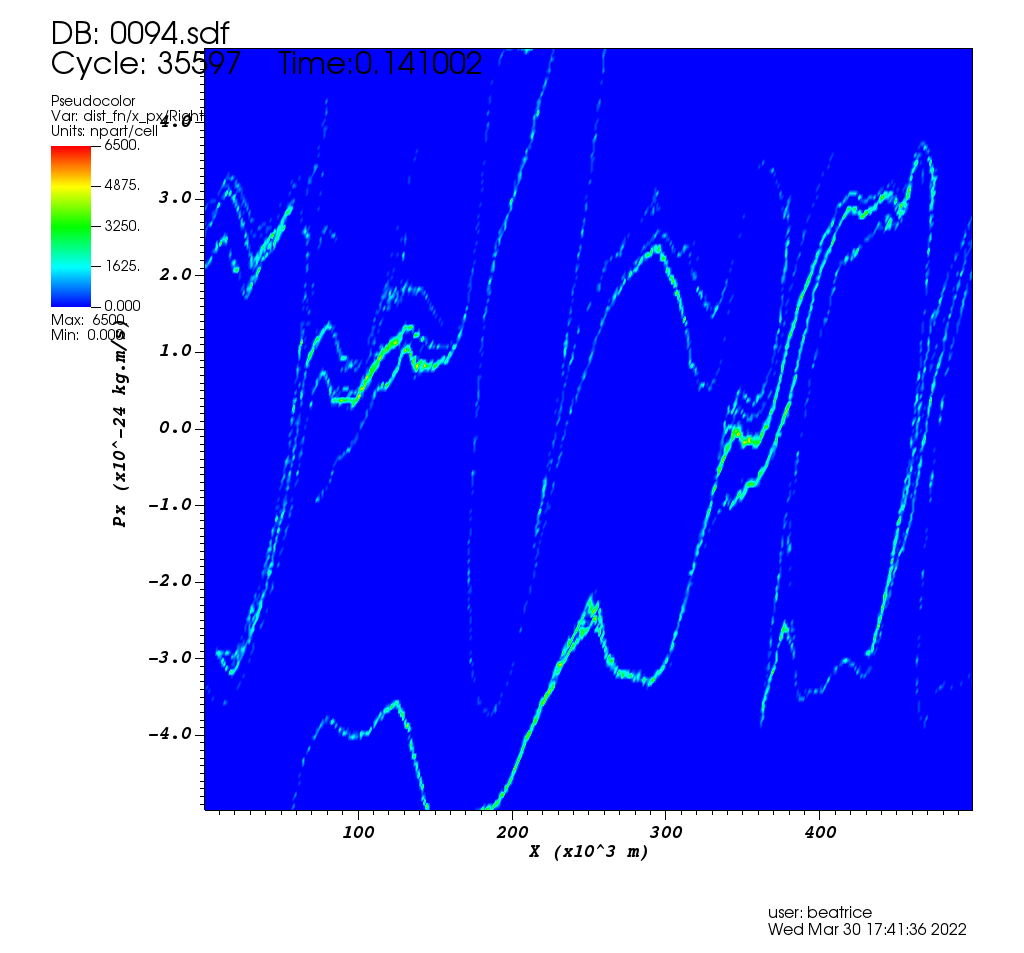 DB: 0094.sdf
Cycle: 35597 Time:0.141002
Pseudocolor
Var: dist_fn/x_px/Right
Units: npart/cell
6500.
4875.
3250.
1625.
0.000
Max: 6500.
Min: 0.000
4.0
3.0
2.0
1.0
0.0
-1.0
-2.0
-3.0
-4.0
Px (x10^-24 kg.m/s)
100 200 300 400
X (x10^3 m)
user: beatrice
Wed Mar 30 17:41:36 2022